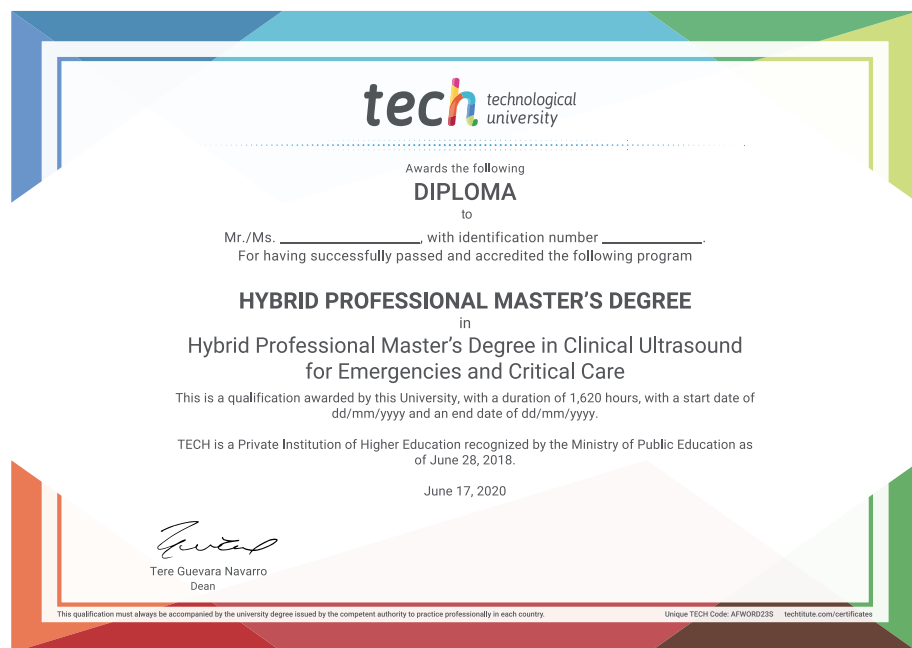 tech technological
university
Awards the following
DIPLOMA
to
Mr./Ms. ____________________, with identification number ______________.
For having successfully passed and accredited the following program
HYBRID PROFESSIONAL MASTER'S DEGREE
in
Hybrid Professional Master's Degree in Clinical Ultrasound
for Emergencies and Critical Care
This is a qualification awarded by this University, with a duration of 1,620 hours, with a start date of
dd/mm/yyyy and an end date of dd/mm/yyyy.
TECH is a Private Institution of Higher Education recognized by the Ministry of Public Education as
of June 28, 2018.
June 17, 2020
Tere Guevara Navarro
Dean
This qualification must always be accompanied by the university degree issued by the competent authority to practice professionally in each country. Unique TECH Code: AFWORD23S techtitute.com/certificates